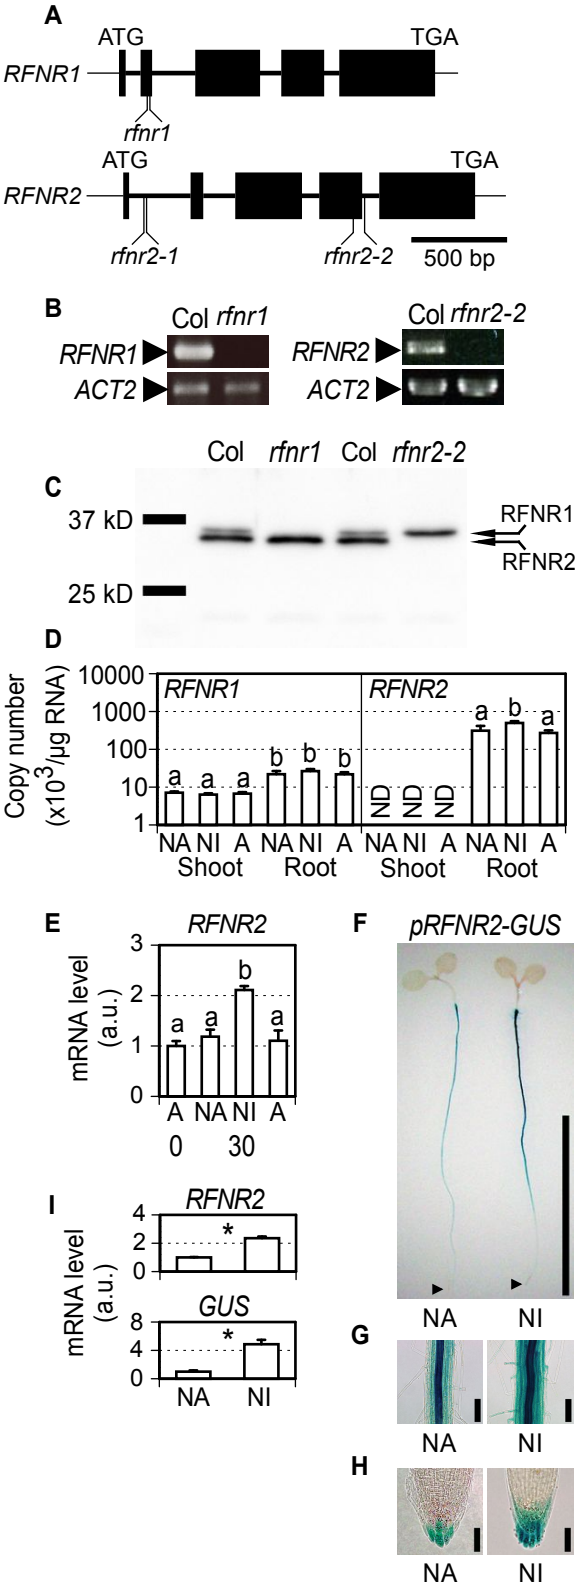 A
ATG TGA
RFNR1
rfnr1
ATG TGA
RFNR2
rfnr2-1 rfnr2-2
500 bp
B
Col rfnr1 Col rfnr2-2
RFNR1 RFNR2
ACT2 ACT2
Col rfnr1 Col rfnr2-2
C
37 kD
RFNR1
RFNR2
25 kD
D
Copy number
(x10³/µg RNA)
10000
1000
100
10
1
RFNR1 RFNR2
a a a b b b ND ND ND a b a
NA NI A NA NI A NA NI A NA NI A
Shoot Root Shoot Root
E
RFNR2
mRNA level
(a.u.)
3
2
1
0
a a b a
A NA NI A
0 30
F
pRFNR2-GUS
NA NI
G
NA NI
H
NA NI
I
RFNR2
mRNA level
(a.u.)
4
2
0
*
GUS
8
4
0
*
NA NI